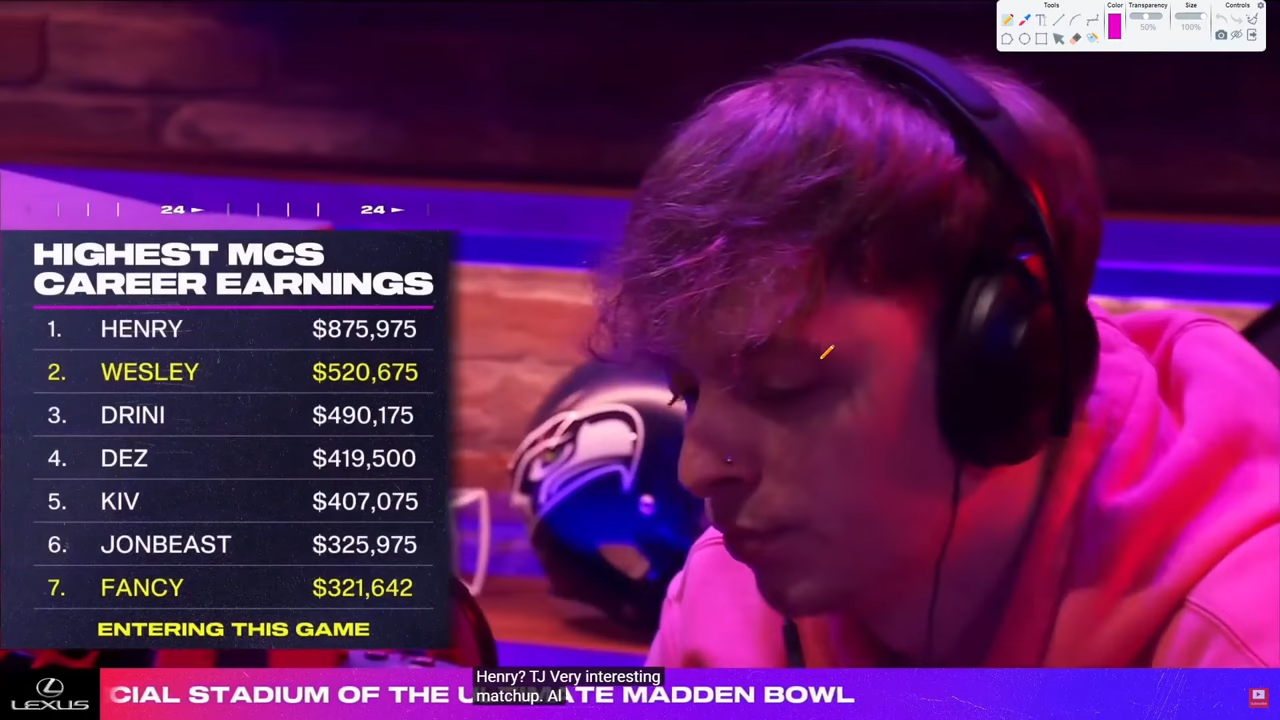 Tools
Color
Transparency
Size
Controls
50%
100%
24
24
HIGHEST MCS
CAREER EARNINGS
1. HENRY $875,975
2. WESLEY $520,675
3. DRINI $490,175
4. DEZ $419,500
5. KIV $407,075
6. JONBEAST $325,975
7. FANCY $321,642
ENTERING THIS GAME
Henry? TJ Very interesting
matchup. Al
LEXUS
CIAL STADIUM OF THE ULTIMATE MADDEN BOWL